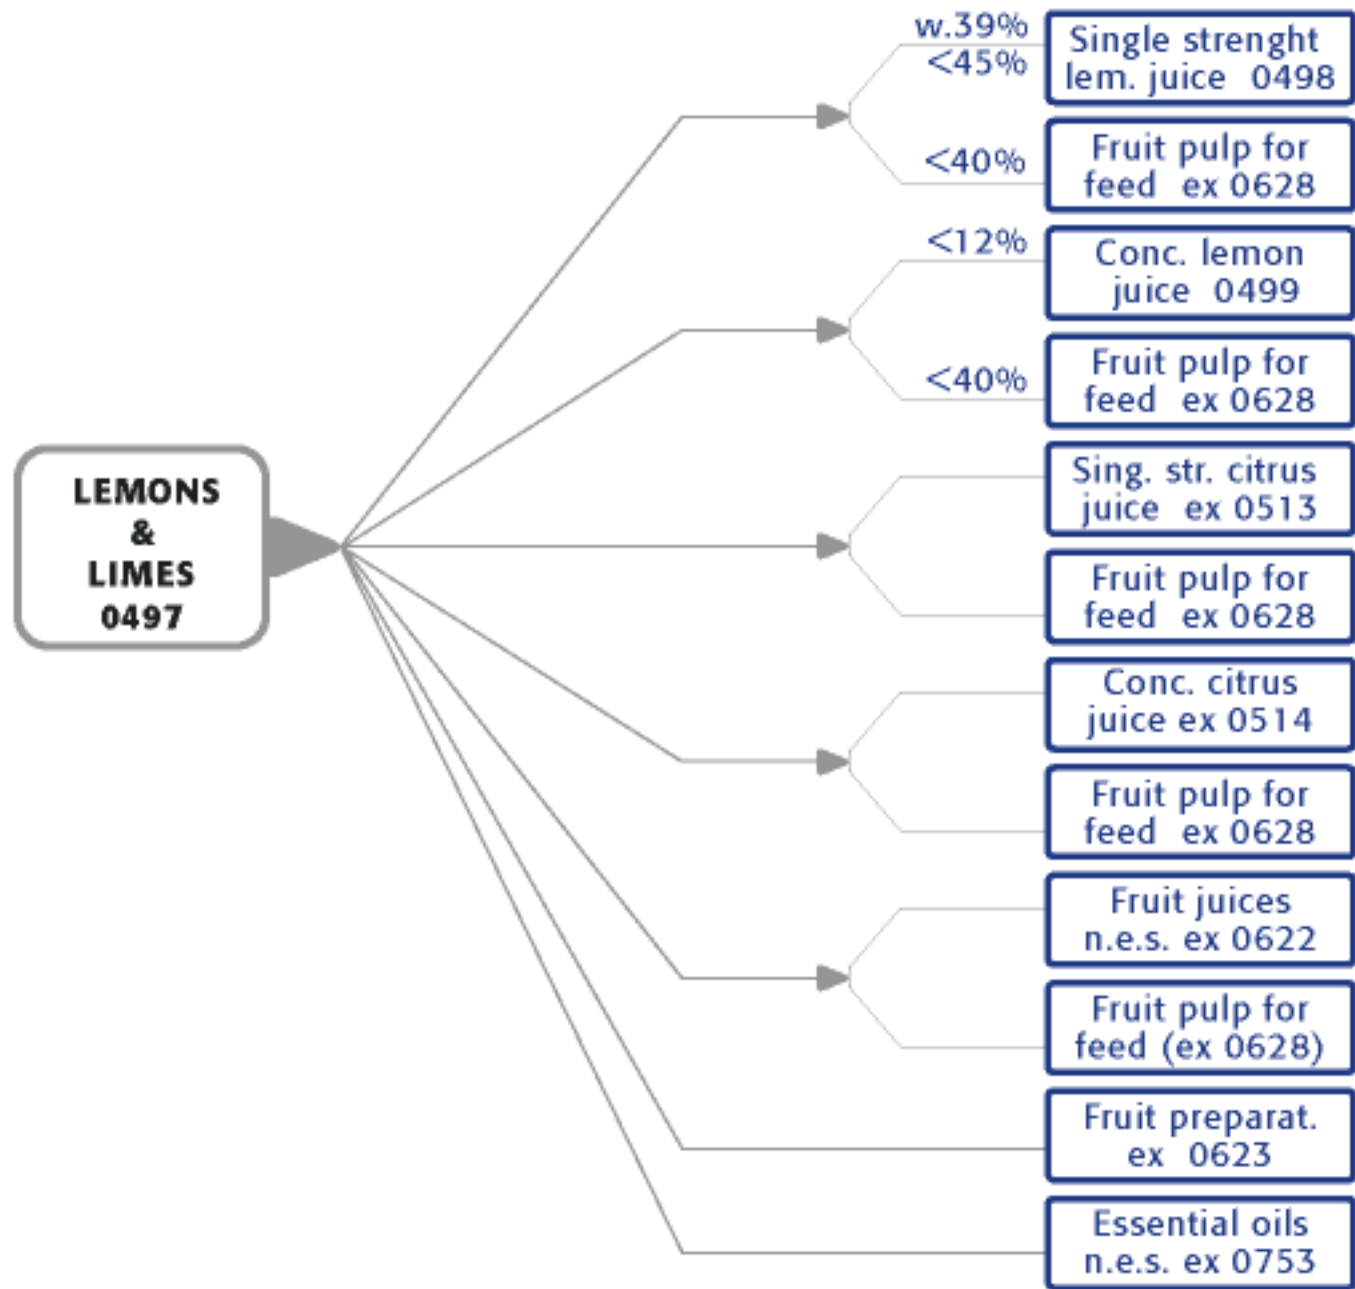 LEMONS
&
LIMES
0497
w.39%
<45%
Single strenght
lem. juice 0498
<40%
Fruit pulp for
feed ex 0628
<12%
Conc. lemon
juice 0499
<40%
Fruit pulp for
feed ex 0628
Sing. str. citrus
juice ex 0513
Fruit pulp for
feed ex 0628
Conc. citrus
juice ex 0514
Fruit pulp for
feed ex 0628
Fruit juices
n.e.s. ex 0622
Fruit pulp for
feed (ex 0628)
Fruit preparat.
ex 0623
Essential oils
n.e.s. ex 0753